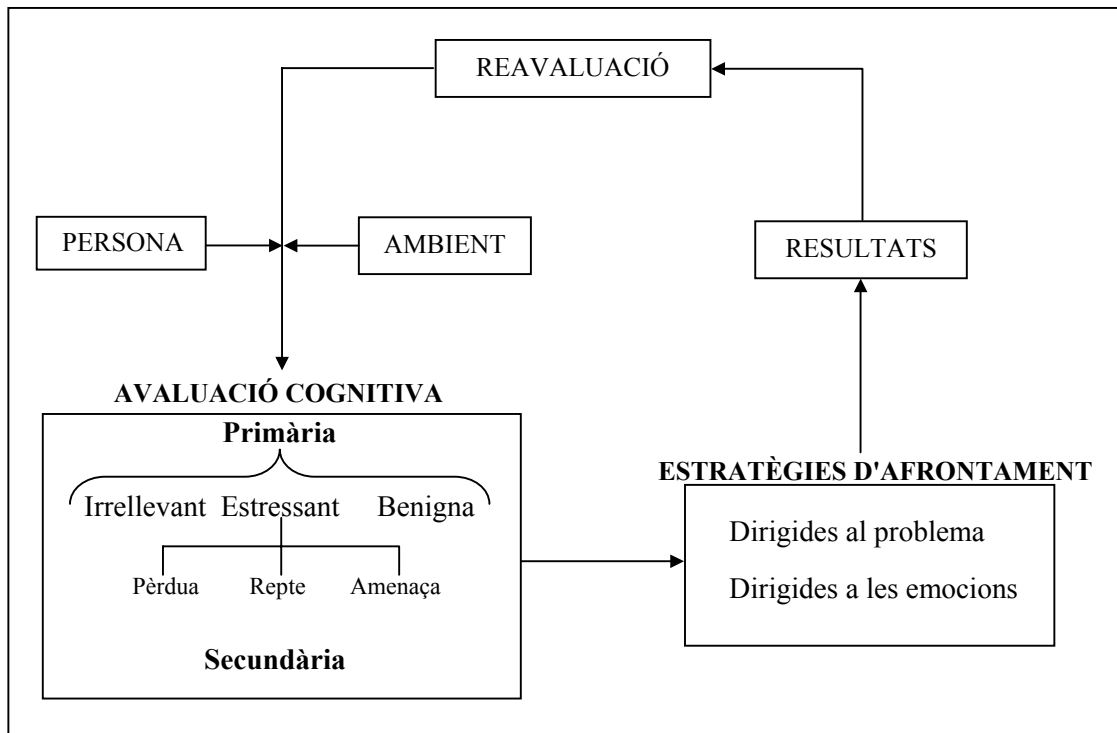 REAVALUACIÓ
PERSONA
AMBIENT
RESULTATS
AVALUACIÓ COGNITIVA
Primària
Irrellevant Estressant Benigna
Pèrdua Repte Amenaça
Secundària
ESTRATÈGIES D'AFRONTAMENT
Dirigides al problema
Dirigides a les emocions